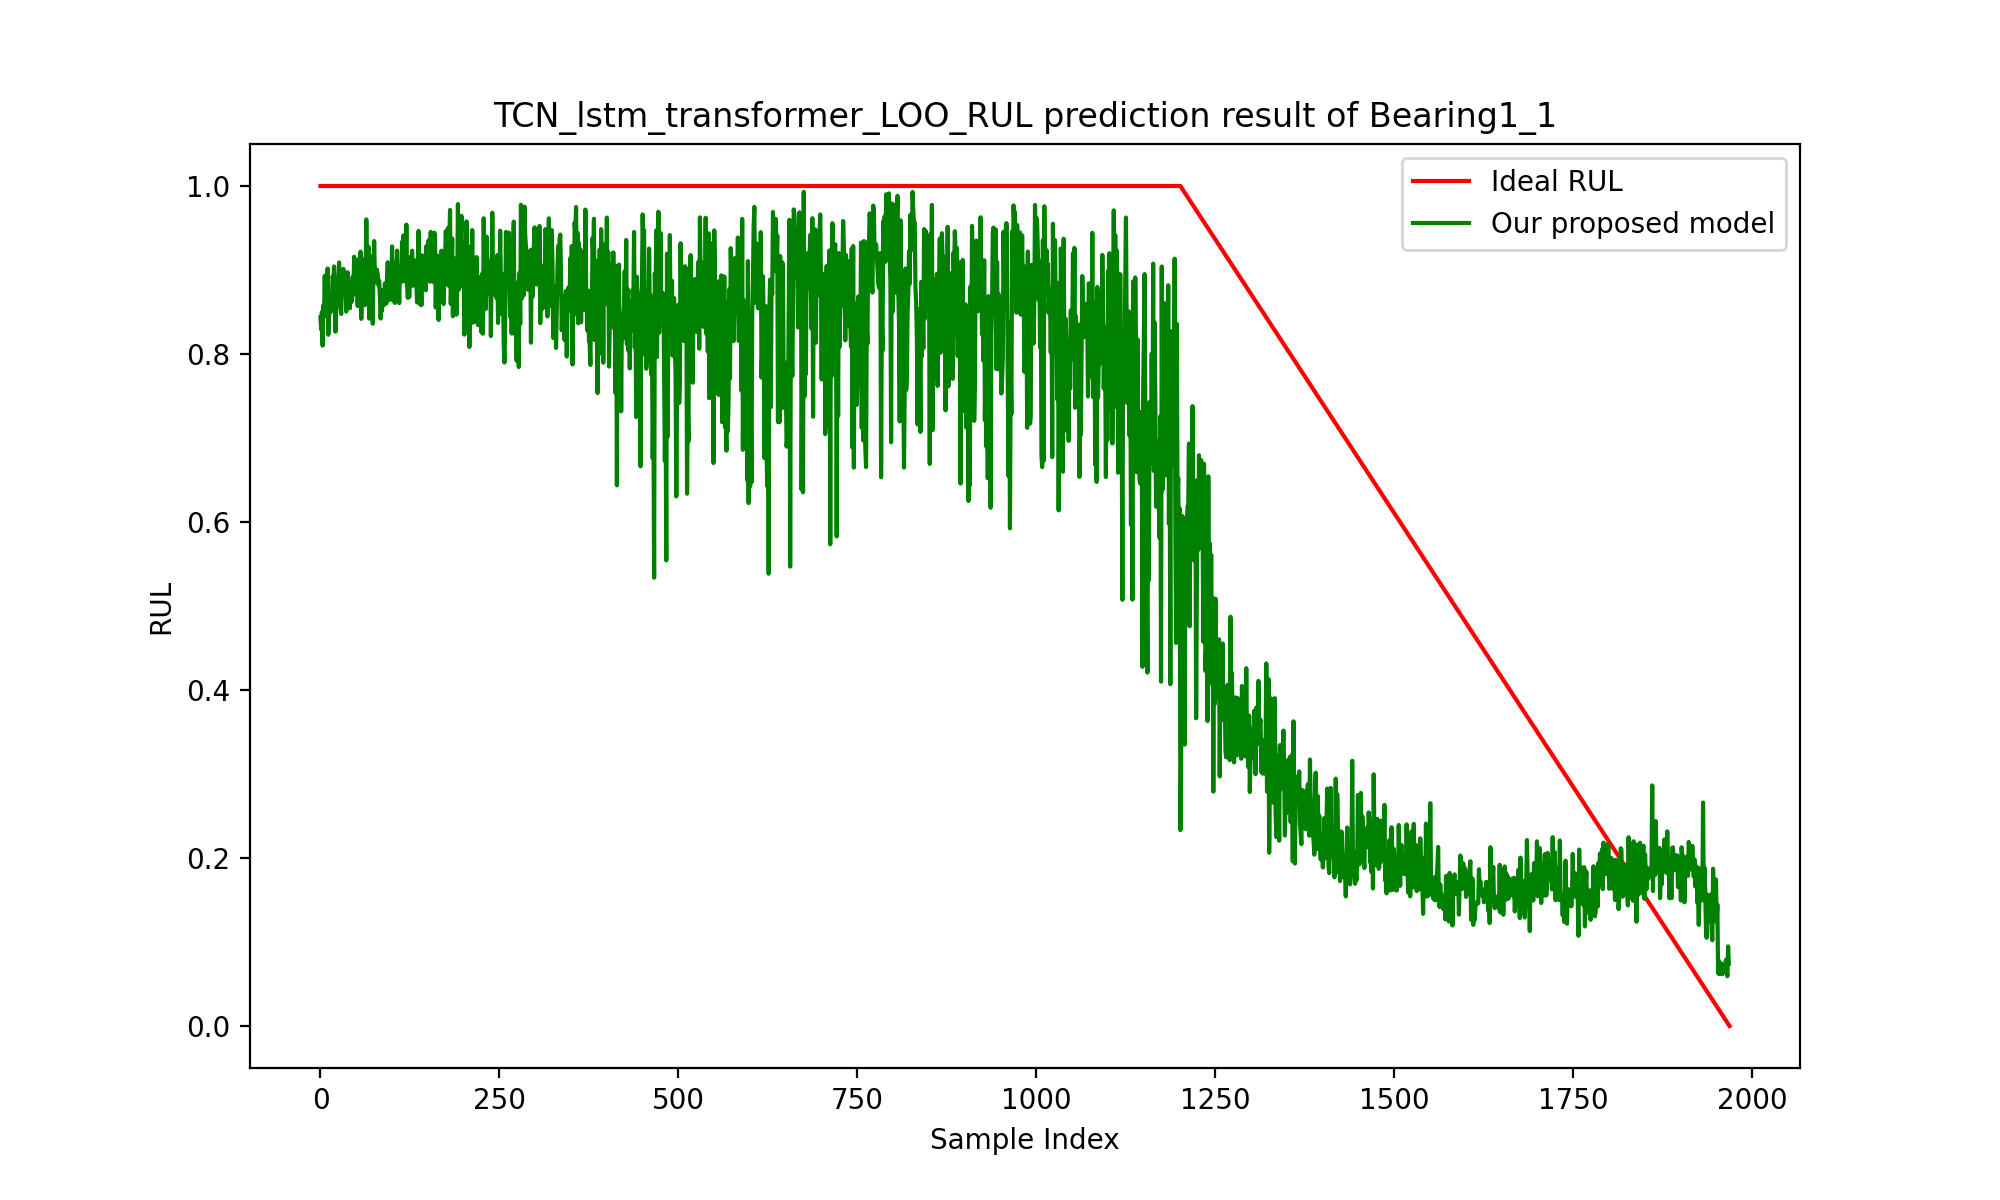 TCN_lstm_transformer_LOO_RUL prediction result of Bearing1_1
Ideal RUL
Our proposed model
1.0
0.8
0.6
0.4
0.2
0.0
RUL
0 250 500 750 1000 1250 1500 1750 2000
Sample Index